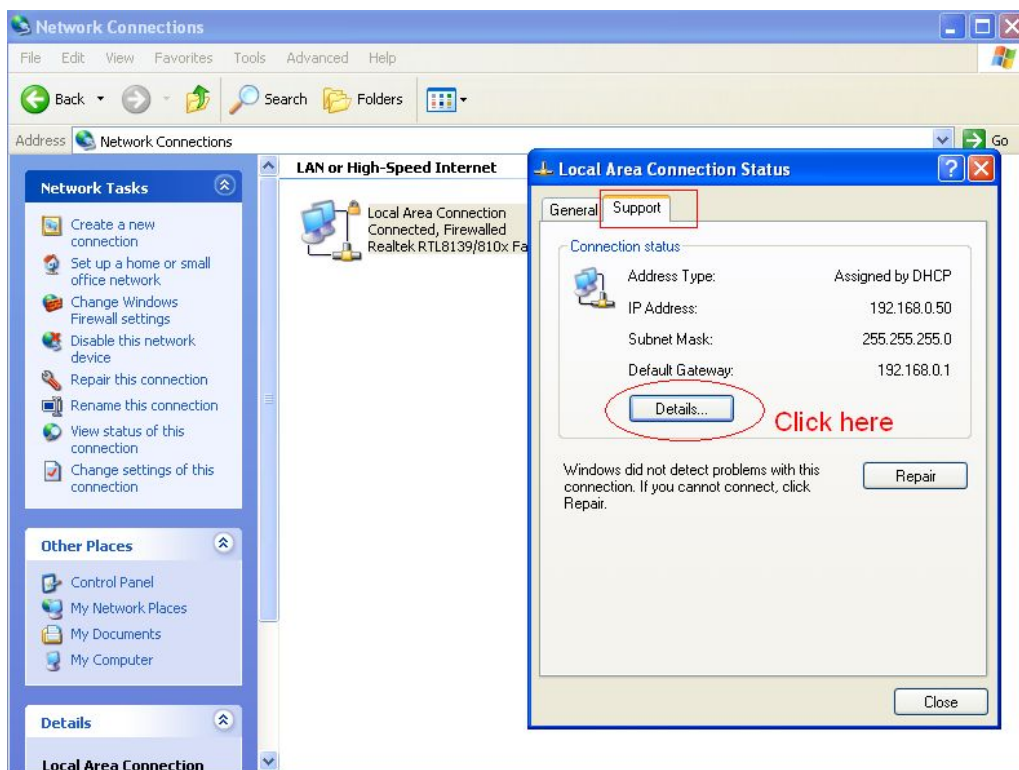 Network Connections
File Edit View Favorites Tools Advanced Help
Back Search Folders
Address Network Connections Go
Network Tasks
Create a new
connection
Set up a home or small
office network
Change Windows
Firewall settings
Disable this network
device
Repair this connection
Rename this connection
View status of this
connection
Change settings of this
connection
Other Places
Control Panel
My Network Places
My Documents
My Computer
Details
Local Area Connection
LAN or High-Speed Internet
Local Area Connection
Connected, Firewalled
Realtek RTL8139/810x Fa
Local Area Connection Status
General Support
Connection status
Address Type: Assigned by DHCP
IP Address: 192.168.0.50
Subnet Mask: 255.255.255.0
Default Gateway: 192.168.0.1
Details...
Click here
Windows did not detect problems with this
connection. If you cannot connect, click
Repair.
Repair
Close